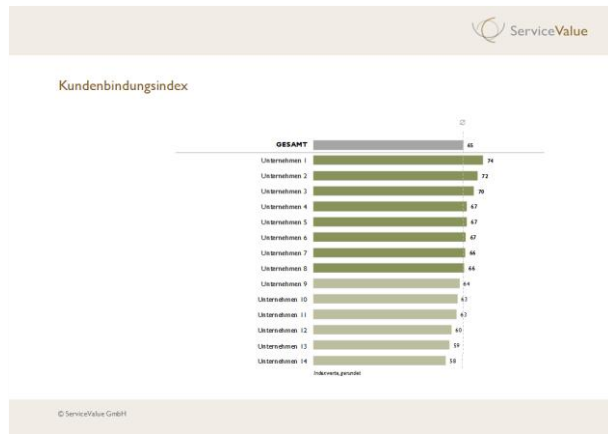 ServiceValue
Kundenbindungsindex
Ø
GESAMT 65
Unternehmen 1 74
Unternehmen 2 72
Unternehmen 3 70
Unternehmen 4 67
Unternehmen 5 67
Unternehmen 6 67
Unternehmen 7 66
Unternehmen 8 66
Unternehmen 9 64
Unternehmen 10 63
Unternehmen 11 63
Unternehmen 12 60
Unternehmen 13 59
Unternehmen 14 58
Indexwerte, gerundet
© ServiceValue GmbH